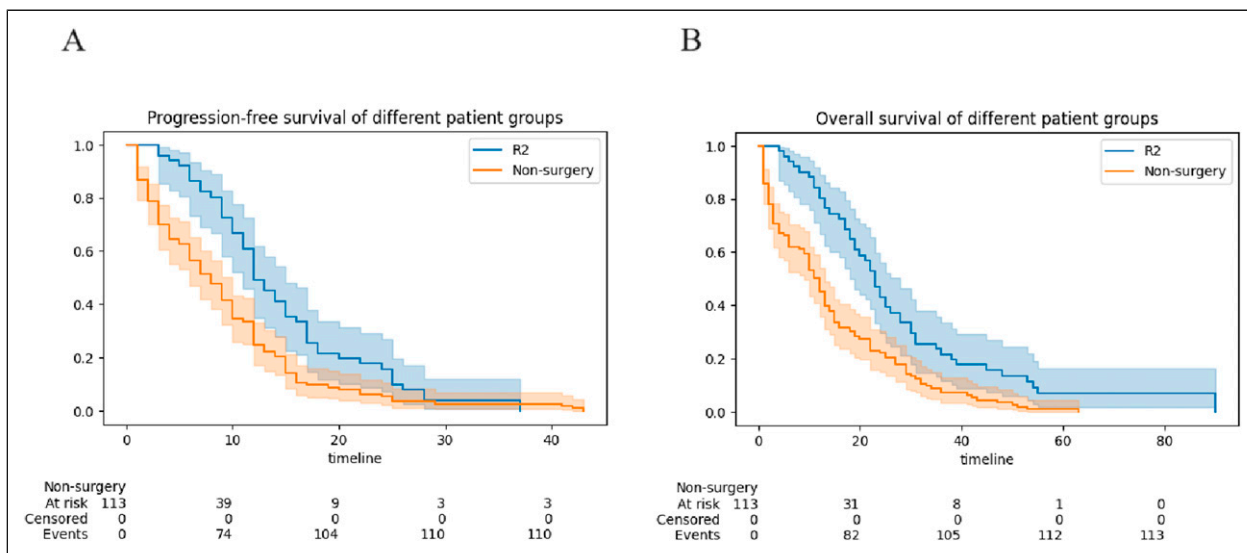 A
Progression-free survival of different patient groups
R2
Non-surgery
1.0
0.8
0.6
0.4
0.2
0.0
0 10 20 30 40
timeline
Non-surgery
At risk 113 39 9 3 3
Censored 0 0 0 0 0
Events 0 74 104 110 110
B
Overall survival of different patient groups
R2
Non-surgery
1.0
0.8
0.6
0.4
0.2
0.0
0 20 40 60 80
timeline
Non-surgery
At risk 113 31 8 1 0
Censored 0 0 0 0 0
Events 0 82 105 112 113